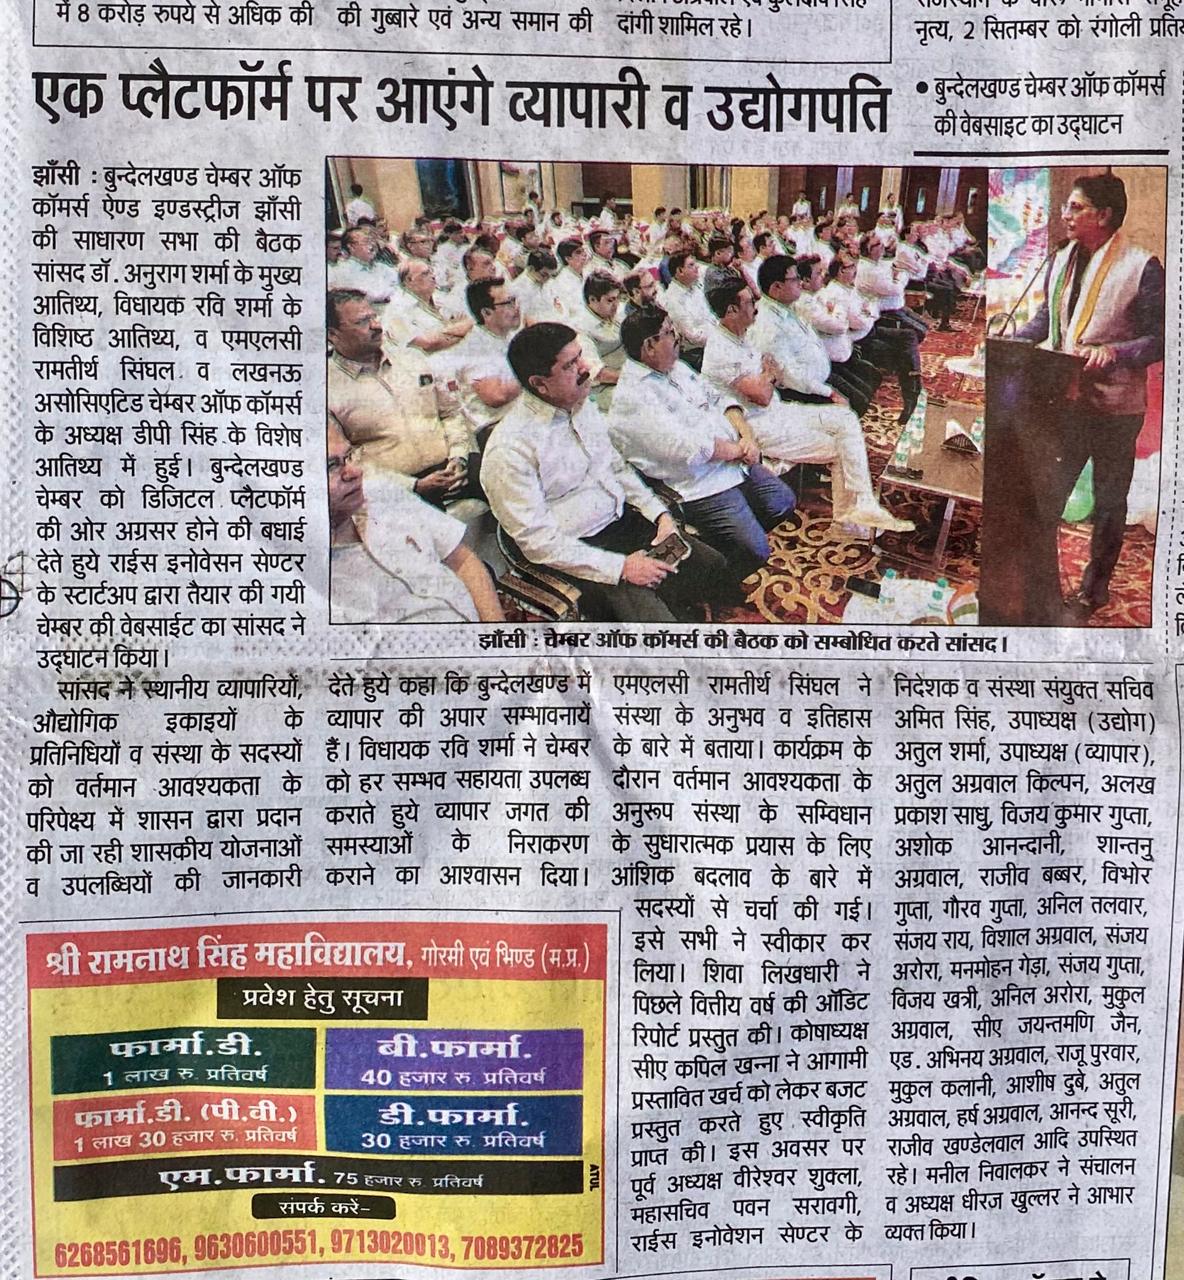 में 8 करोड़ रुपये से अधिक की
की गुब्बारे एवं अन्य समान की
दांगी शामिल रहे।
नृत्य, 2 सितम्बर को रंगोली
एक प्लैटफॉर्म पर आएंगे व्यापारी व उद्योगपति
• बुन्देलखण्ड चेम्बर ऑफ कॉमर्स
की वेबसाइट का उद्घाटन
झाँसी : बुन्देलखण्ड चेम्बर ऑफ
कॉमर्स ऐण्ड इण्डस्ट्रीज झाँसी
की साधारण सभा की बैठक
सांसद डॉ. अनुराग शर्मा के मुख्य
आतिथ्य, विधायक रवि शर्मा के
विशिष्ठ आतिथ्य, व एमएलसी
रामतीर्थ सिंघल व लखनऊ
असोसिएटिड चेम्बर ऑफ कॉमर्स
के अध्यक्ष डीपी सिंह के विशेष
आतिथ्य में हुई। बुन्देलखण्ड
चेम्बर को डिजिटल प्लैटफॉर्म
की ओर अग्रसर होने की बधाई
देते हुये राईस इनोवेसन सेण्टर
के स्टार्टअप द्वारा तैयार की गयी
चेम्बर की वेबसाईट का सांसद ने
उद्घाटन किया।
झाँसी : चेम्बर ऑफ कॉमर्स की बैठक को सम्बोधित करते सांसद।
सांसद ने स्थानीय व्यापारियों,
औद्योगिक इकाइयों के
प्रतिनिधियों व संस्था के सदस्यों
को वर्तमान आवश्यकता के
परिपेक्ष्य में शासन द्वारा प्रदान
की जा रही शासकीय योजनाओं
व उपलब्धियों की जानकारी
देते हुये कहा कि बुन्देलखण्ड में
व्यापार की अपार सम्भावनायें
हैं। विधायक रवि शर्मा ने चेम्बर
को हर सम्भव सहायता उपलब्ध
कराते हुये व्यापार जगत की
समस्याओं के निराकरण
कराने का आश्वासन दिया।
एमएलसी रामतीर्थ सिंघल ने
संस्था के अनुभव व इतिहास
के बारे में बताया। कार्यक्रम के
दौरान वर्तमान आवश्यकता के
अनुरूप संस्था के सम्विधान
के सुधारात्मक प्रयास के लिए
आंशिक बदलाव के बारे में
सदस्यों से चर्चा की गई।
इसे सभी ने स्वीकार कर
लिया। शिवा लिखधारी ने
पिछले वित्तीय वर्ष की ऑडिट
रिपोर्ट प्रस्तुत की। कोषाध्यक्ष
सीए कपिल खन्ना ने आगामी
प्रस्तावित खर्च को लेकर बजट
प्रस्तुत करते हुए स्वीकृति
प्राप्त की। इस अवसर पर
पूर्व अध्यक्ष वीरेश्वर शुक्ला,
महासचिव पवन सरावगी,
राईस इनोवेशन सेण्टर के
निदेशक व संस्था संयुक्त सचिव
अमित सिंह, उपाध्यक्ष (उद्योग)
अतुल शर्मा, उपाध्यक्ष (व्यापार),
अतुल अग्रवाल किल्पन, अलख
प्रकाश साधु, विजय कुमार गुप्ता,
अशोक आनन्दानी, शान्तनु
अग्रवाल, राजीव बब्बर, विभोर
गुप्ता, गौरव गुप्ता, अनिल तलवार,
संजय राय, विशाल अग्रवाल, संजय
अरोरा, मनमोहन गेड़ा, संजय गुप्ता,
विजय खत्री, अनिल अरोरा, मुकुल
अग्रवाल, सीए जयन्तमणि जैन,
एड. अभिनय अग्रवाल, राजू पुरवार,
मुकुल कलानी, आशीष दुबे, अतुल
अग्रवाल, हर्ष अग्रवाल, आनन्द सूरी,
राजीव खण्डेलवाल आदि उपस्थित
रहे। मनील निवालकर ने संचालन
व अध्यक्ष धीरज खुल्लर ने आभार
व्यक्त किया।
श्री रामनाथ सिंह महाविद्यालय, गोरमी एवं भिण्ड (म.प्र.)
प्रवेश हेतु सूचना
फार्मा.डी.
1 लाख रु. प्रतिवर्ष
बी.फार्मा.
40 हजार रु. प्रतिवर्ष
फार्मा.डी. (पी.वी.)
1 लाख 30 हजार रु. प्रतिवर्ष
डी.फार्मा.
30 हजार रु. प्रतिवर्ष
एम.फार्मा. 75 हजार रु. प्रतिवर्ष
ATUL
संपर्क करें-
6268561696, 9630600551, 9713020013, 7089372825